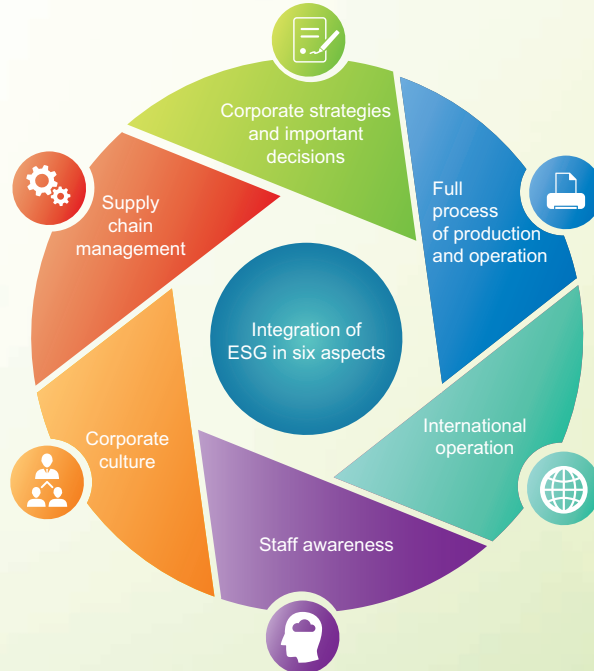 Corporate strategies
and important
decisions
Full
process
of production
and operation
International
operation
Staff awareness
Corporate
culture
Supply
chain
management
Integration of
ESG in six aspects